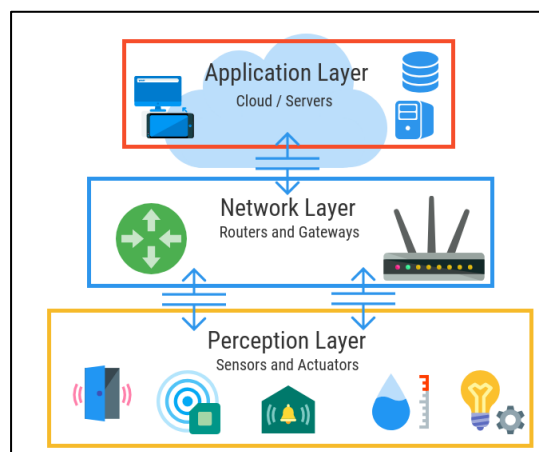 Application Layer
Cloud / Servers
Network Layer
Routers and Gateways
Perception Layer
Sensors and Actuators